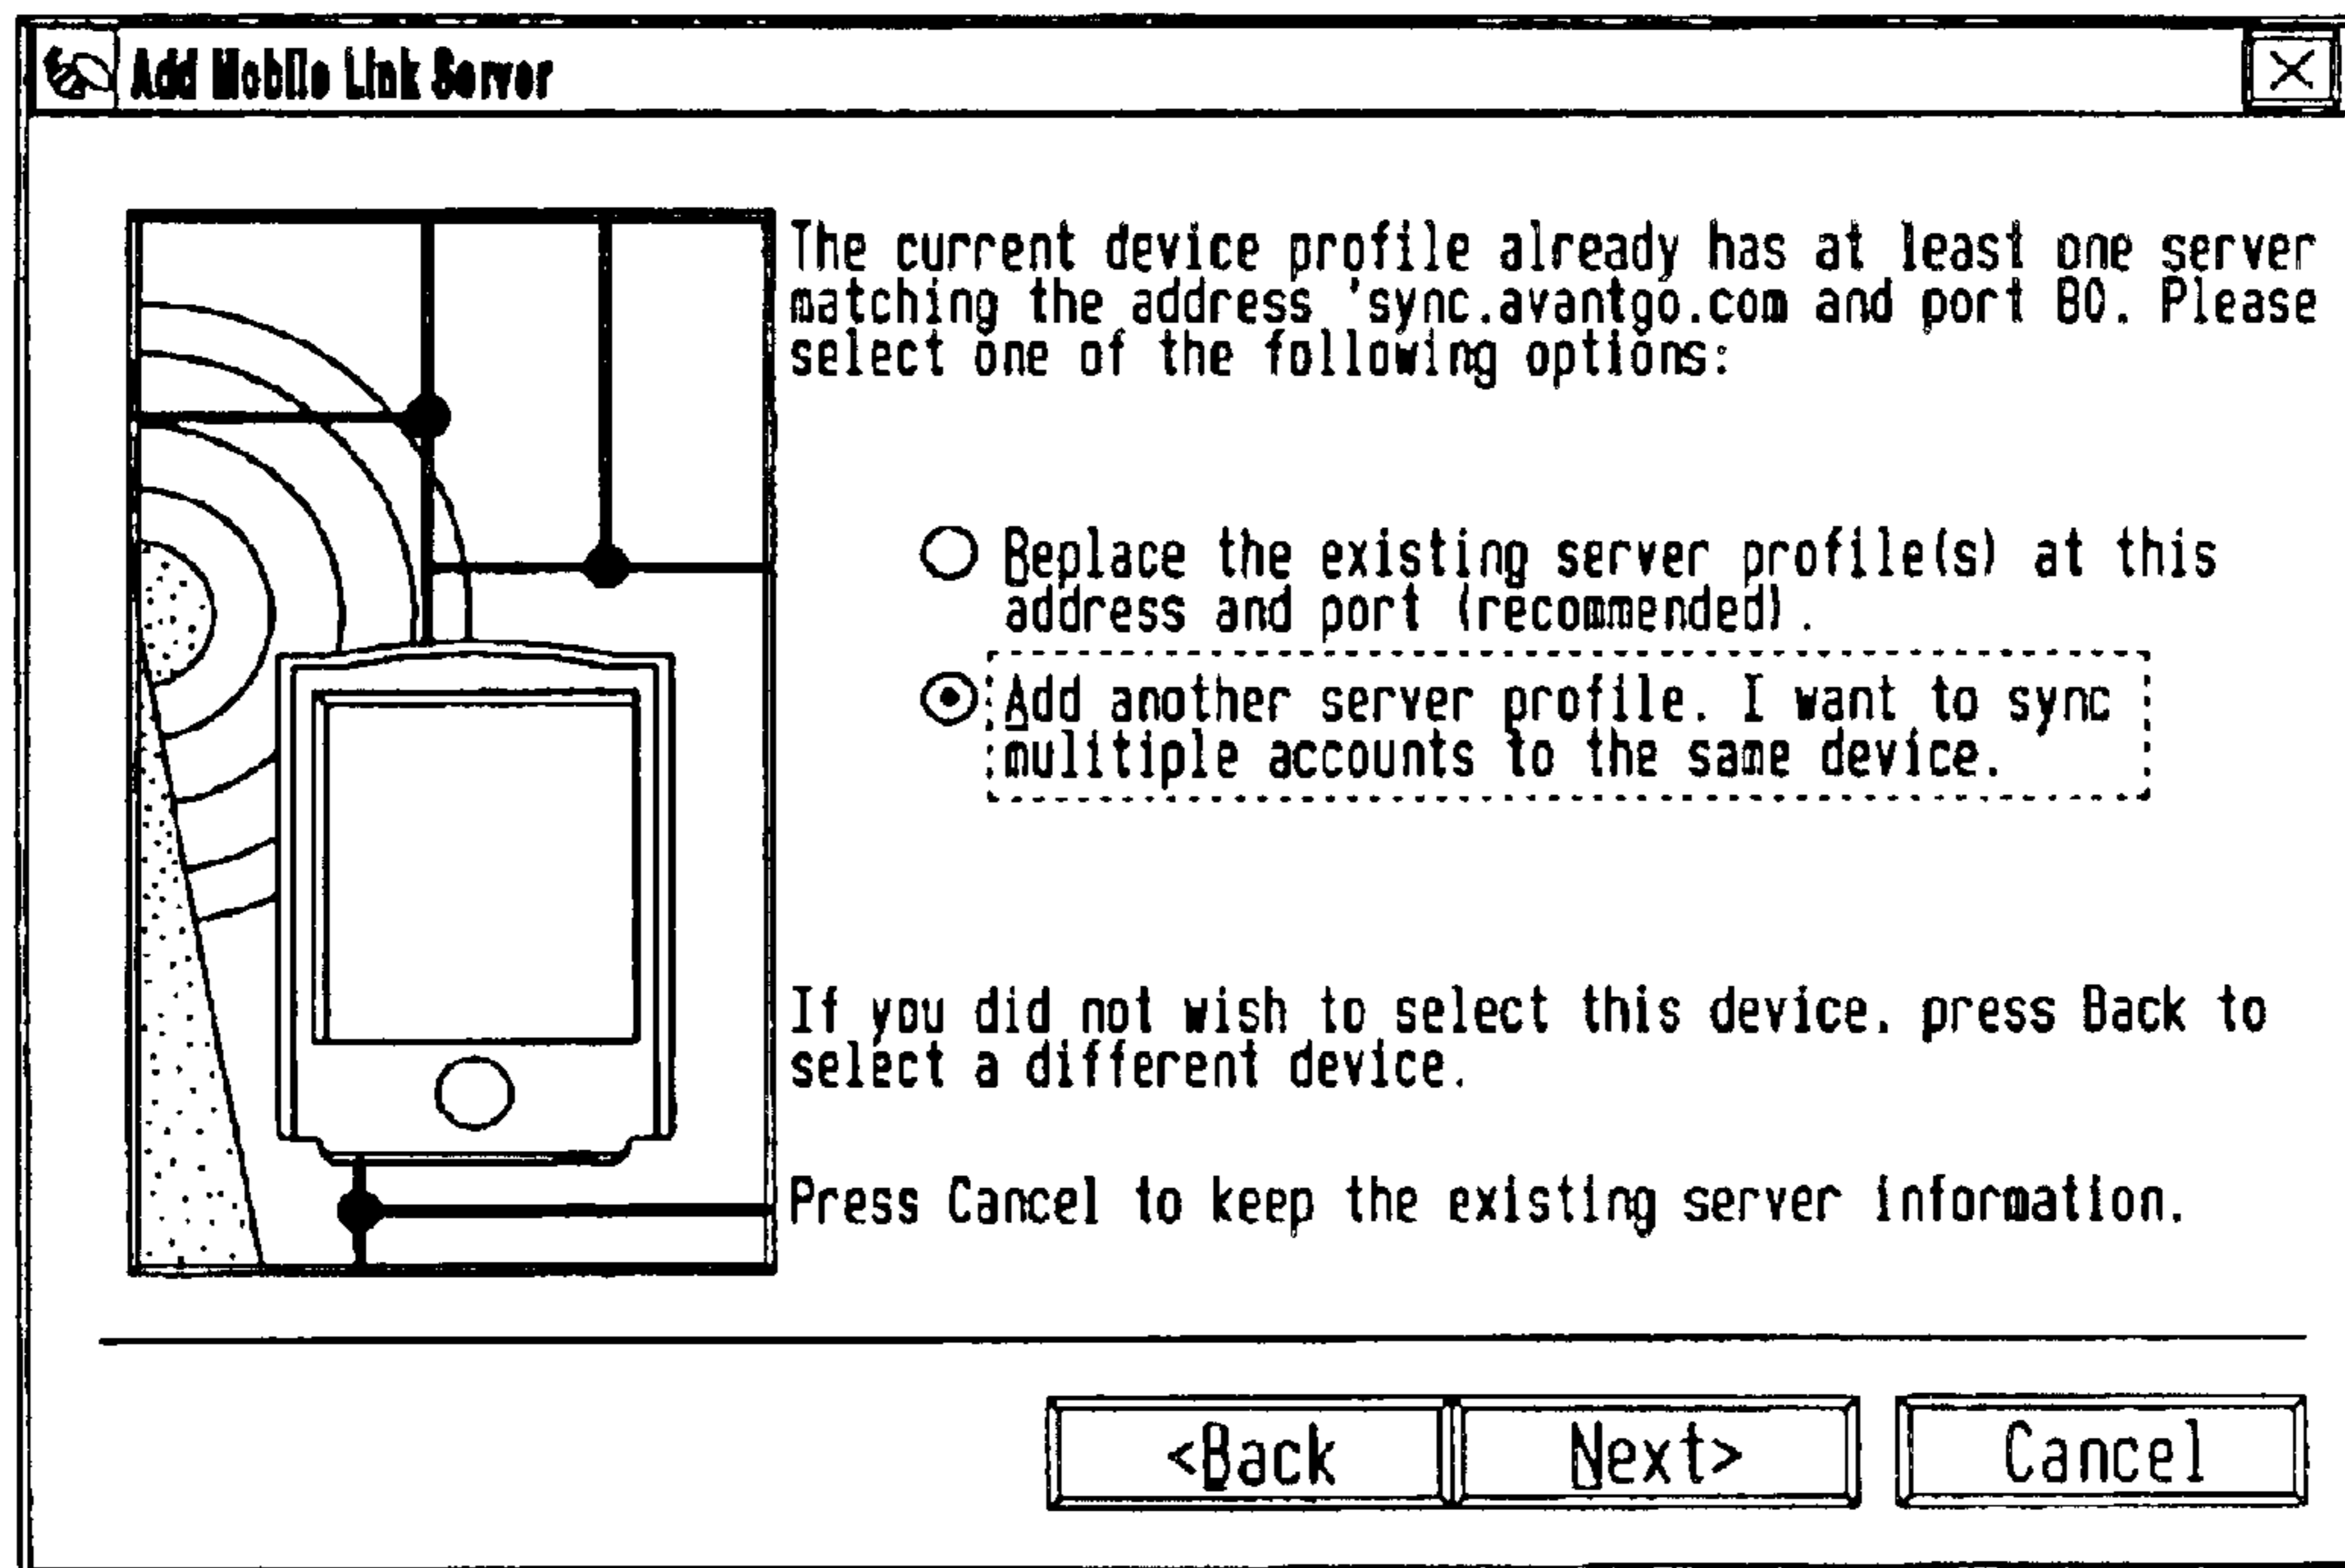 Add Mobile Link Server
The current device profile already has at least one server
matching the address 'sync.avantgo.com and port 80. Please
select one of the following options:
Replace the existing server profile(s) at this
address and port (recommended).
Add another server profile. I want to sync
mulitiple accounts to the same device.
If you did not wish to select this device. press Back to
select a different device.
Press Cancel to keep the existing server information.
<Back
Next>
Cancel